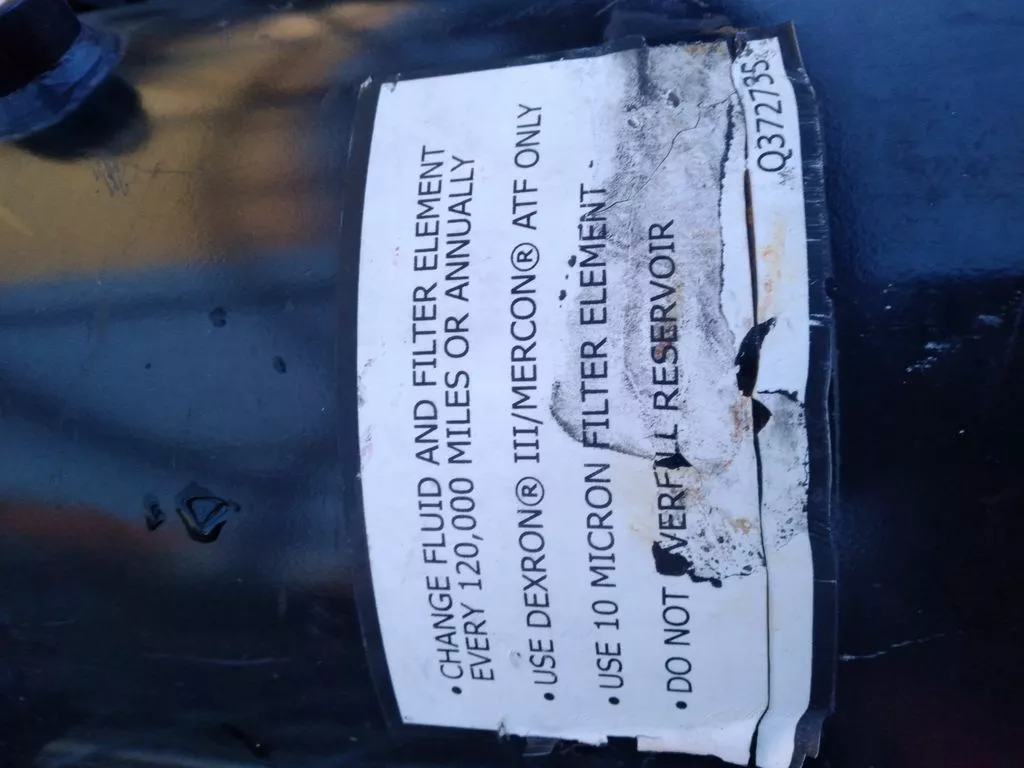 • CHANGE FLUID AND FILTER ELEMENT
EVERY 120,000 MILES OR ANNUALLY
• USE DEXRON® III/MERCON® ATF ONLY
• USE 10 MICRON FILTER ELEMENT
• DO NOT OVERFILL RESERVOIR
Q372735